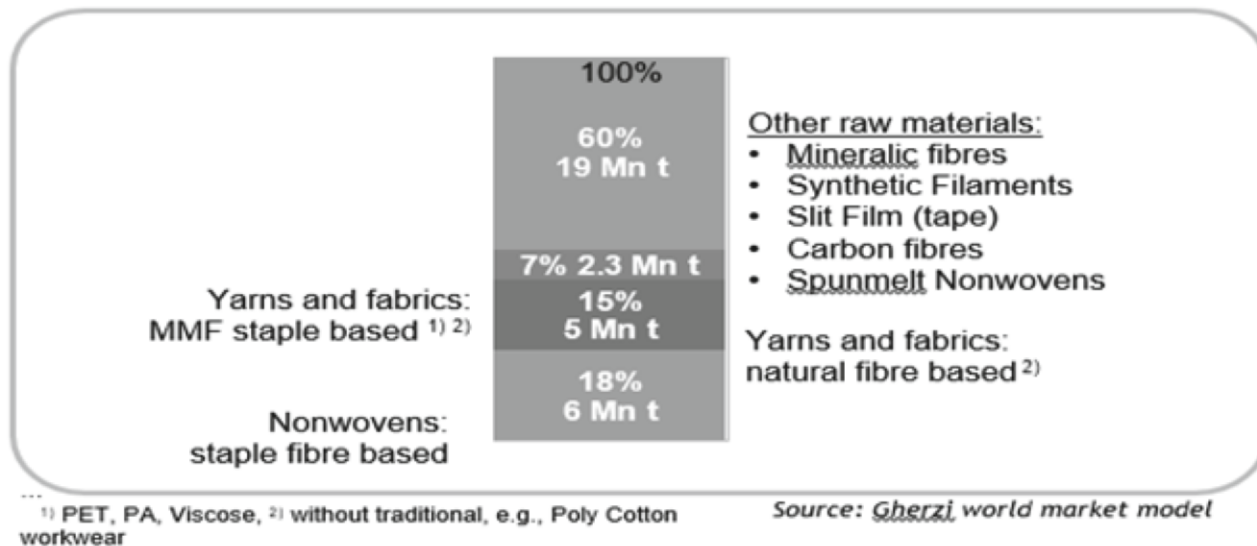 100%
60%
19 Mn t
Other raw materials:
• Mineralic fibres
• Synthetic Filaments
• Slit Film (tape)
• Carbon fibres
• Spunmelt Nonwovens
7% 2.3 Mn t
Yarns and fabrics:
MMF staple based 1) 2)
15%
5 Mn t
Yarns and fabrics:
natural fibre based 2)
18%
6 Mn t
Nonwovens:
staple fibre based
...
1) PET, PA, Viscose, 2) without traditional, e.g., Poly Cotton
workwear
Source: Gherzi world market model